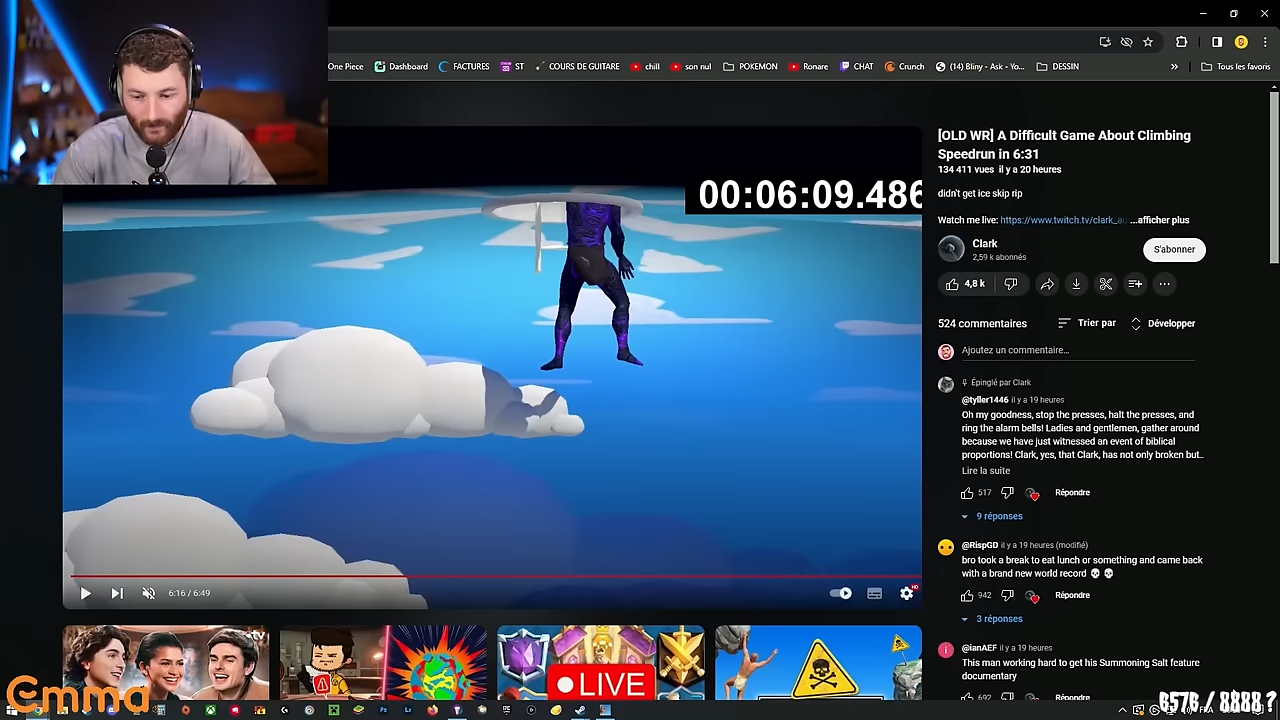 One Piece
Dashboard
FACTURES
ST
COURS DE GUITARE
chill
son nul
POKEMON
Ronare
CHAT
Crunch
(14) Bliny - Ask - Yo...
DESSIN
Tous les favoris
00:06:09.486
[OLD WR] A Difficult Game About Climbing
Speedrun in 6:31
134 411 vues il y a 20 heures
didn't get ice skip rip
Watch me live: https://www.twitch.tv/clark_au ...afficher plus
Clark
2,59 k abonnés
S'abonner
4,8 k
524 commentaires
Trier par
Développer
Ajoutez un commentaire...
Épinglé par Clark
@tyller1446 il y a 19 heures
Oh my goodness, stop the presses, halt the presses, and
ring the alarm bells! Ladies and gentlemen, gather around
because we have just witnessed an event of biblical
proportions! Clark, yes, that Clark, has not only broken but...
Lire la suite
517
Répondre
9 réponses
@RispGD il y a 19 heures (modifié)
bro took a break to eat lunch or something and came back
with a brand new world record 💀 💀
942
Répondre
3 réponses
@ianAEF il y a 19 heures
This man working hard to get his Summoning Salt feature
documentary
692
Répondre
6:16 / 6:49
HD
LIVE
Emma
6576 / 8888 ?